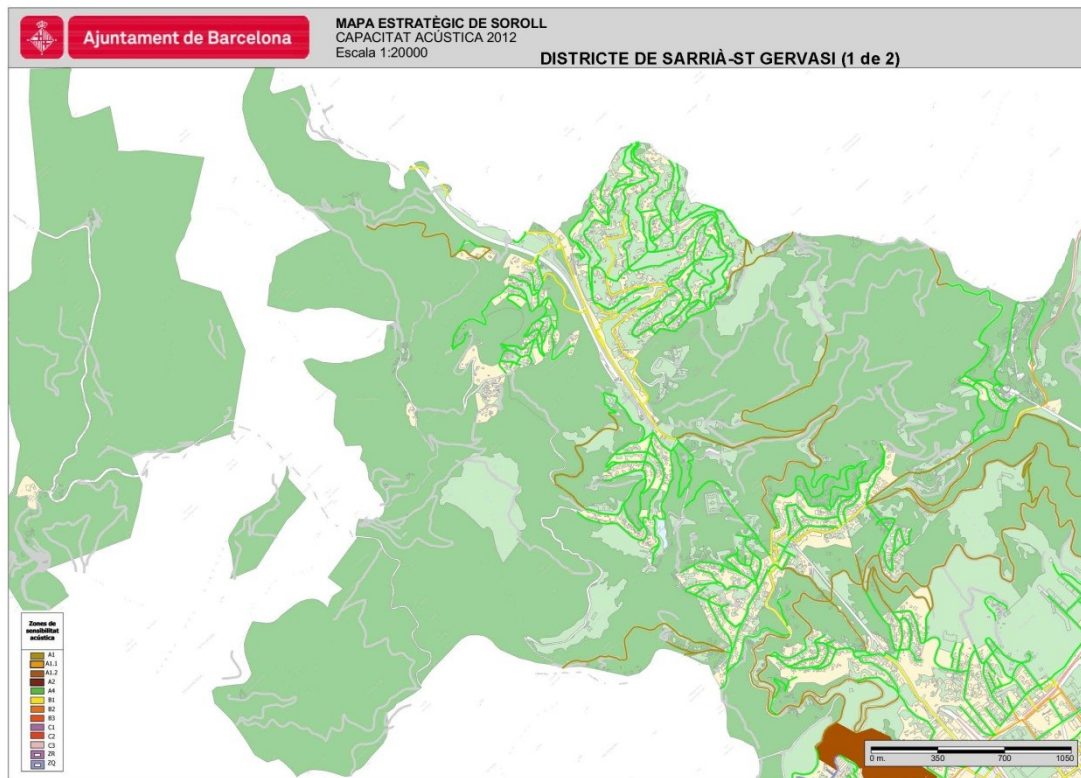 Ajuntament de Barcelona
MAPA ESTRATÈGIC DE SOROLL
CAPACITAT ACÚSTICA 2012
Escala 1:20000
DISTRICTE DE SARRIÀ-ST GERVASI (1 de 2)
Zones de
sensibilitat
acústica
A1
A1.1
A1.2
A2
A4
B1
B2
B3
C1
C2
C3
ZR
ZQ
0 m. 350 700 1050